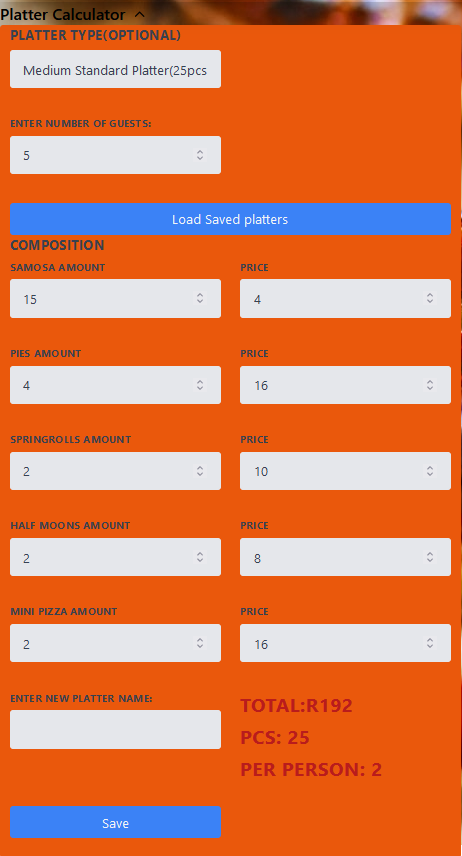 Platter Calculator
PLATTER TYPE(OPTIONAL)
Medium Standard Platter(25pcs
ENTER NUMBER OF GUESTS:
5
Load Saved platters
COMPOSITION
SAMOSA AMOUNT PRICE
15 4
PIES AMOUNT PRICE
4 16
SPRINGROLLS AMOUNT PRICE
2 10
HALF MOONS AMOUNT PRICE
2 8
MINI PIZZA AMOUNT PRICE
2 16
ENTER NEW PLATTER NAME:
TOTAL:R192
PCS: 25
PER PERSON: 2
Save